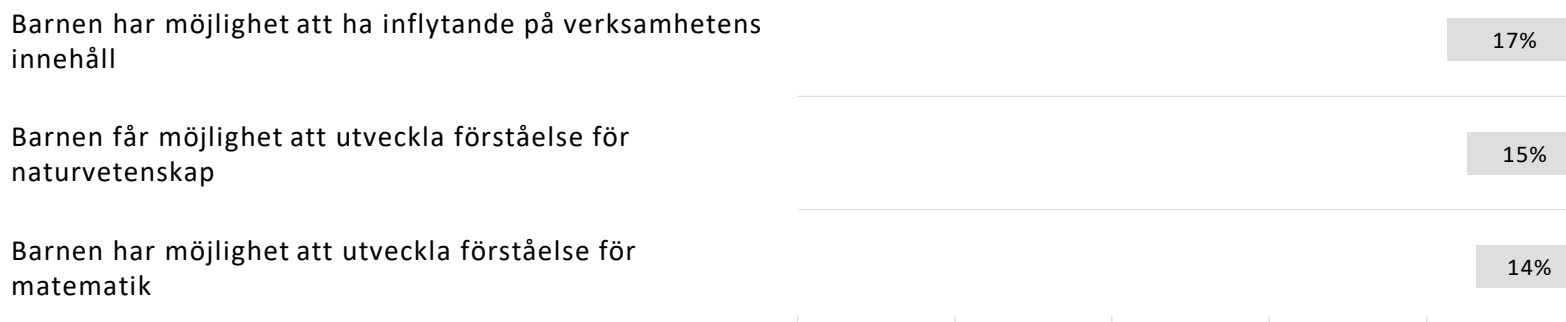 Barnen har möjlighet att ha inflytande på verksamhetens
innehåll
17%
Barnen får möjlighet att utveckla förståelse för
naturvetenskap
15%
Barnen har möjlighet att utveckla förståelse för
matematik
14%